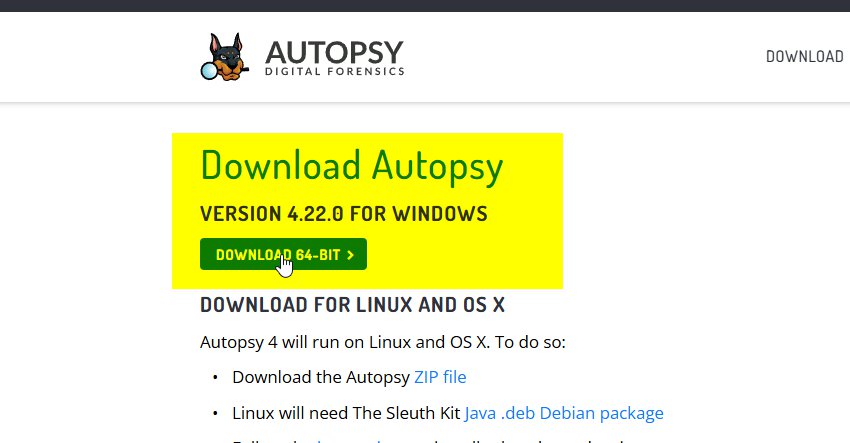 AUTOPSY
DIGITAL FORENSICS
DOWNLOAD
Download Autopsy
VERSION 4.22.0 FOR WINDOWS
DOWNLOAD 64-BIT >
DOWNLOAD FOR LINUX AND OS X
Autopsy 4 will run on Linux and OS X. To do so:
• Download the Autopsy ZIP file
• Linux will need The Sleuth Kit Java .deb Debian package